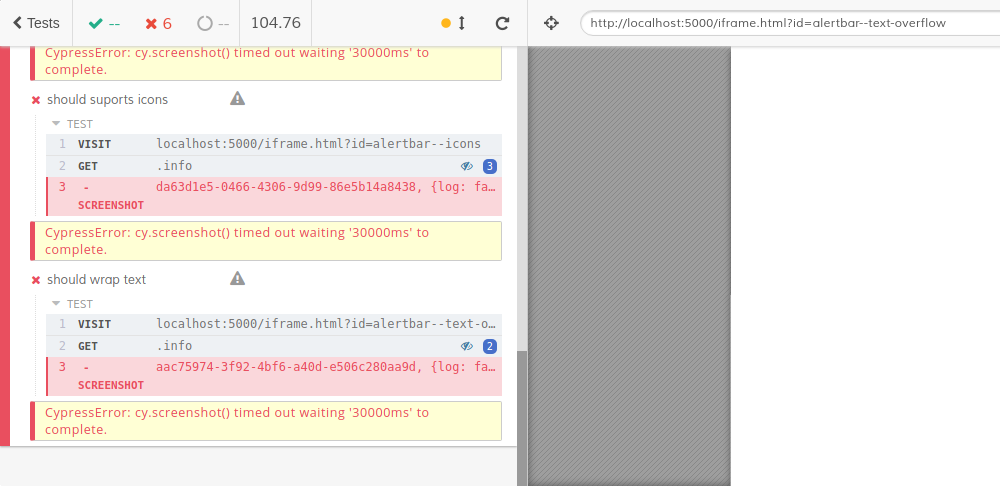 Tests -- 6 -- 104.76 http://localhost:5000/iframe.html?id=alertbar--text-overflow
CypressError: cy.screenshot() timed out waiting '30000ms' to
complete.
should suports icons
TEST
1 VISIT localhost:5000/iframe.html?id=alertbar--icons
2 GET .info 3
3 - da63d1e5-0466-4306-9d99-86e5b14a8438, {log: fa…
SCREENSHOT
CypressError: cy.screenshot() timed out waiting '30000ms' to
complete.
should wrap text
TEST
1 VISIT localhost:5000/iframe.html?id=alertbar--text-o…
2 GET .info 2
3 - aac75974-3f92-4bf6-a40d-e506c280aa9d, {log: fa…
SCREENSHOT
CypressError: cy.screenshot() timed out waiting '30000ms' to
complete.